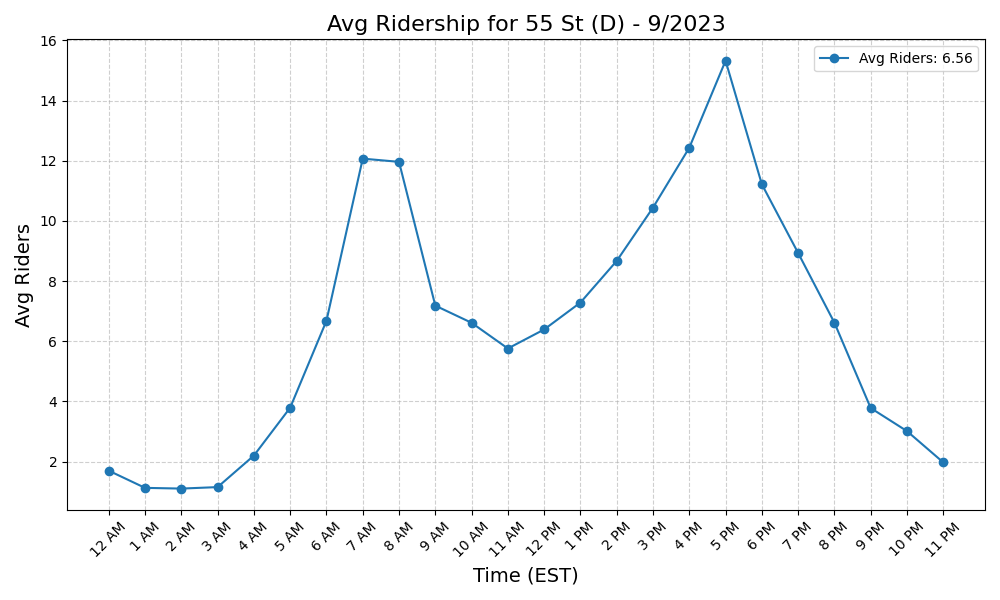 Avg Ridership for 55 St (D) - 9/2023
Avg Riders: 6.56
Avg Riders
16
14
12
10
8
6
4
2
12 AM
1 AM
2 AM
3 AM
4 AM
5 AM
6 AM
7 AM
8 AM
9 AM
10 AM
11 AM
12 PM
1 PM
2 PM
3 PM
4 PM
5 PM
6 PM
7 PM
8 PM
9 PM
10 PM
11 PM
Time (EST)